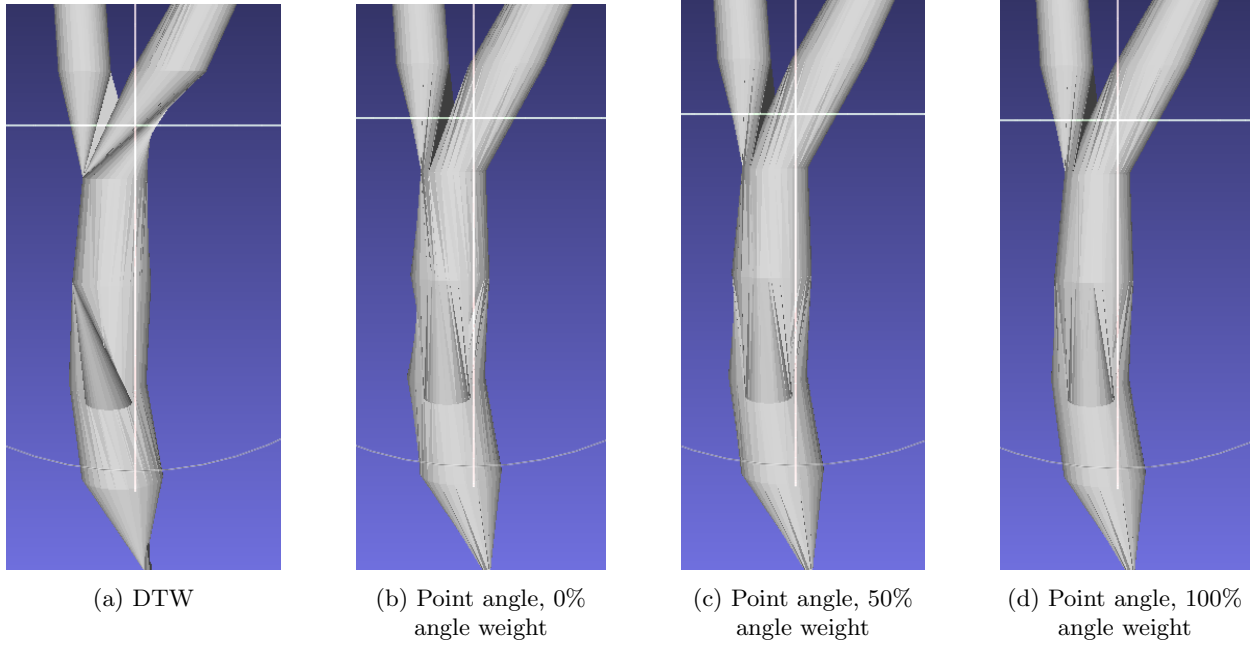 (a) DTW
(b) Point angle, 0%
angle weight
(c) Point angle, 50%
angle weight
(d) Point angle, 100%
angle weight